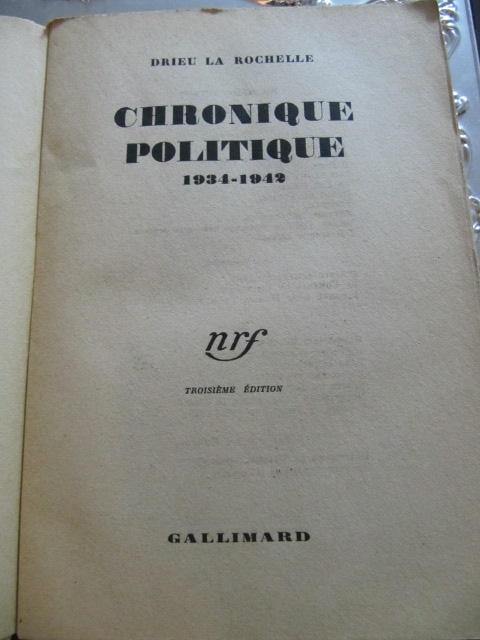 DRIEU LA ROCHELLE
CHRONIQUE
POLITIQUE
1934-1942
nrf
TROISIÈME ÉDITION
GALLIMARD